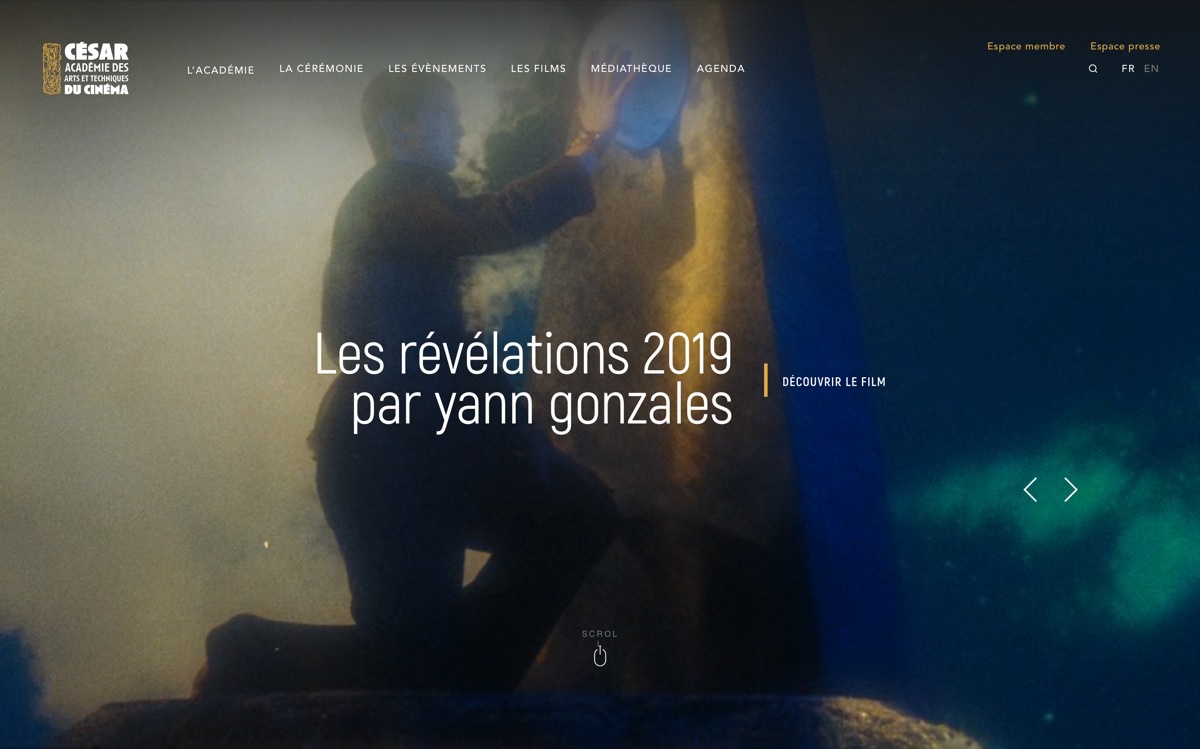 CÉSAR
ACADÉMIE DES
ARTS ET TECHNIQUES
DU CINÉMA
L'ACADÉMIE
LA CÉRÉMONIE
LES ÉVÈNEMENTS
LES FILMS
MÉDIATHÈQUE
AGENDA
Espace membre
Espace presse
FR EN
Les révélations 2019
par yann gonzales
DÉCOUVRIR LE FILM
SCROL
L